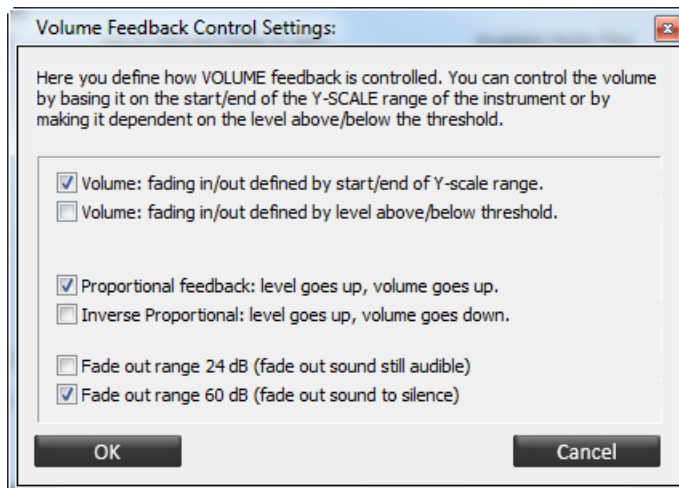 Volume Feedback Control Settings:
Here you define how VOLUME feedback is controlled. You can control the volume
by basing it on the start/end of the Y-SCALE range of the instrument or by
making it dependent on the level above/below the threshold.
Volume: fading in/out defined by start/end of Y-scale range.
Volume: fading in/out defined by level above/below threshold.
Proportional feedback: level goes up, volume goes up.
Inverse Proportional: level goes up, volume goes down.
Fade out range 24 dB (fade out sound still audible)
Fade out range 60 dB (fade out sound to silence)
OK
Cancel